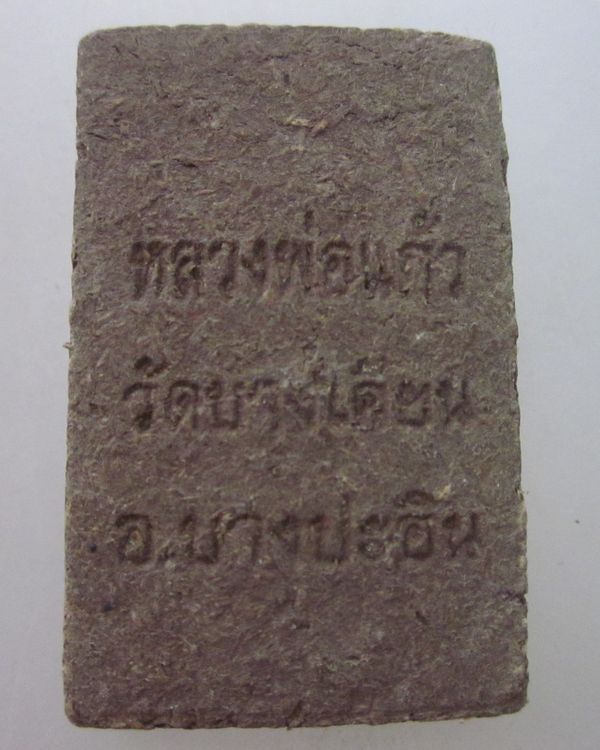 หลวงพ่อแก้ว
วัดบางเคียน
อ.บางปะอิน